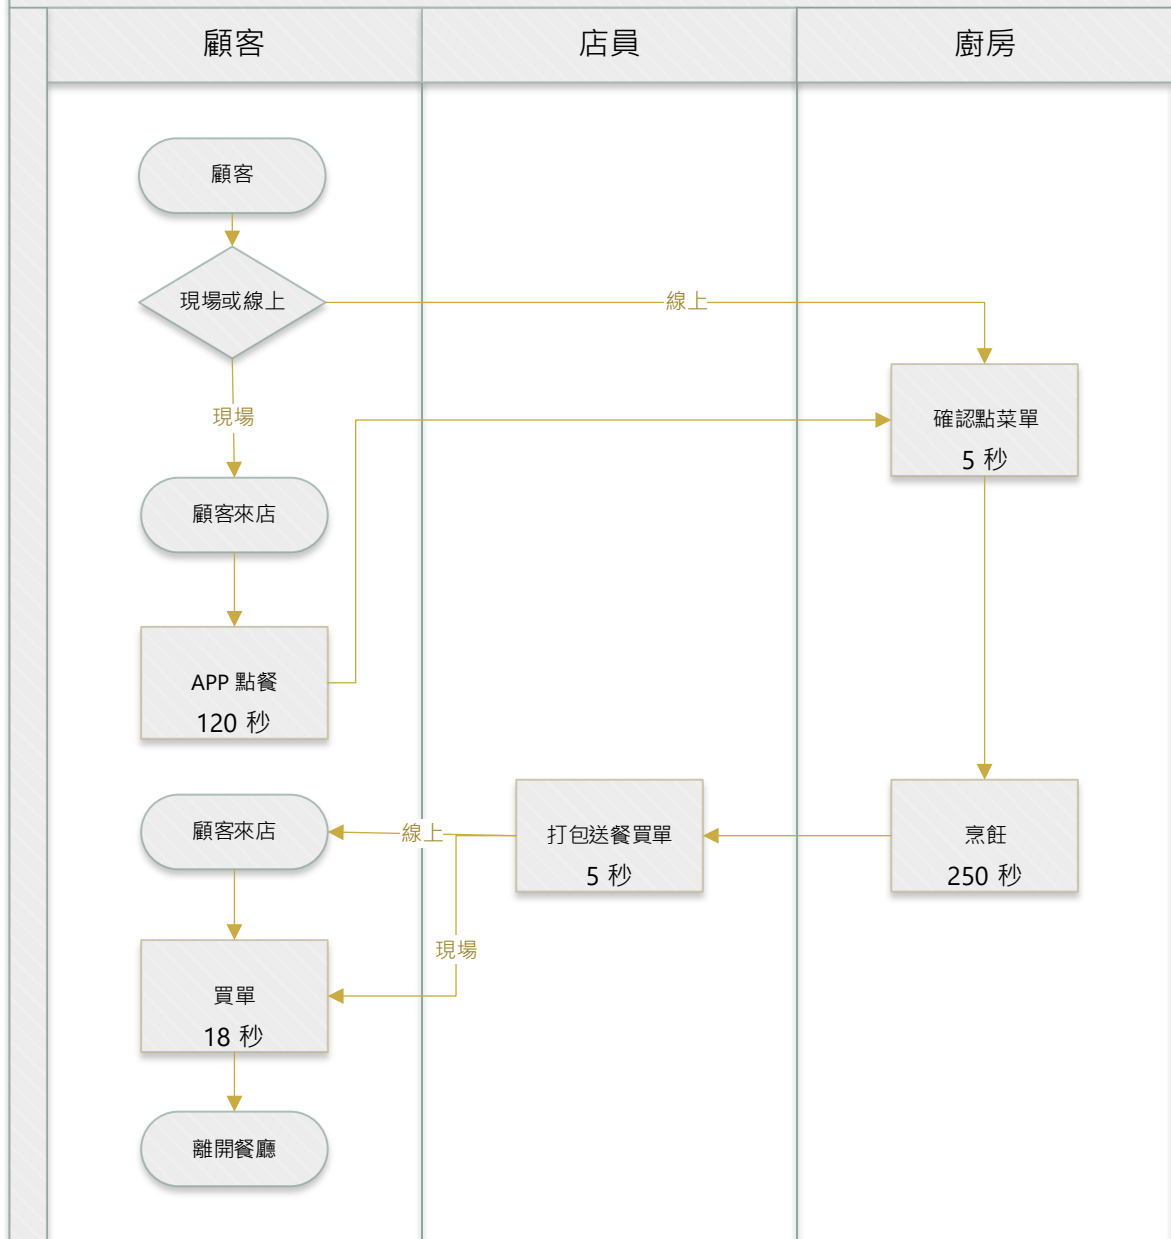 顧客
店員
廚房
顧客
現場或線上
線上
現場
確認點菜單
5 秒
顧客來店
APP 點餐
120 秒
顧客來店
線上
打包送餐買單
5 秒
烹飪
250 秒
現場
買單
18 秒
離開餐廳